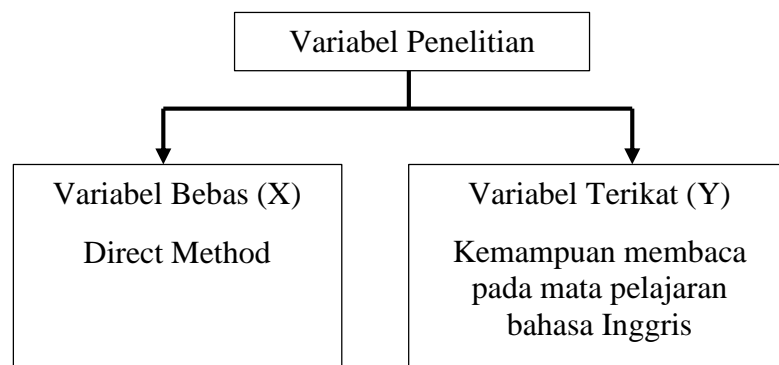 Variabel Penelitian
Variabel Bebas (X)
Direct Method
Variabel Terikat (Y)
Kemampuan membaca
pada mata pelajaran
bahasa Inggris